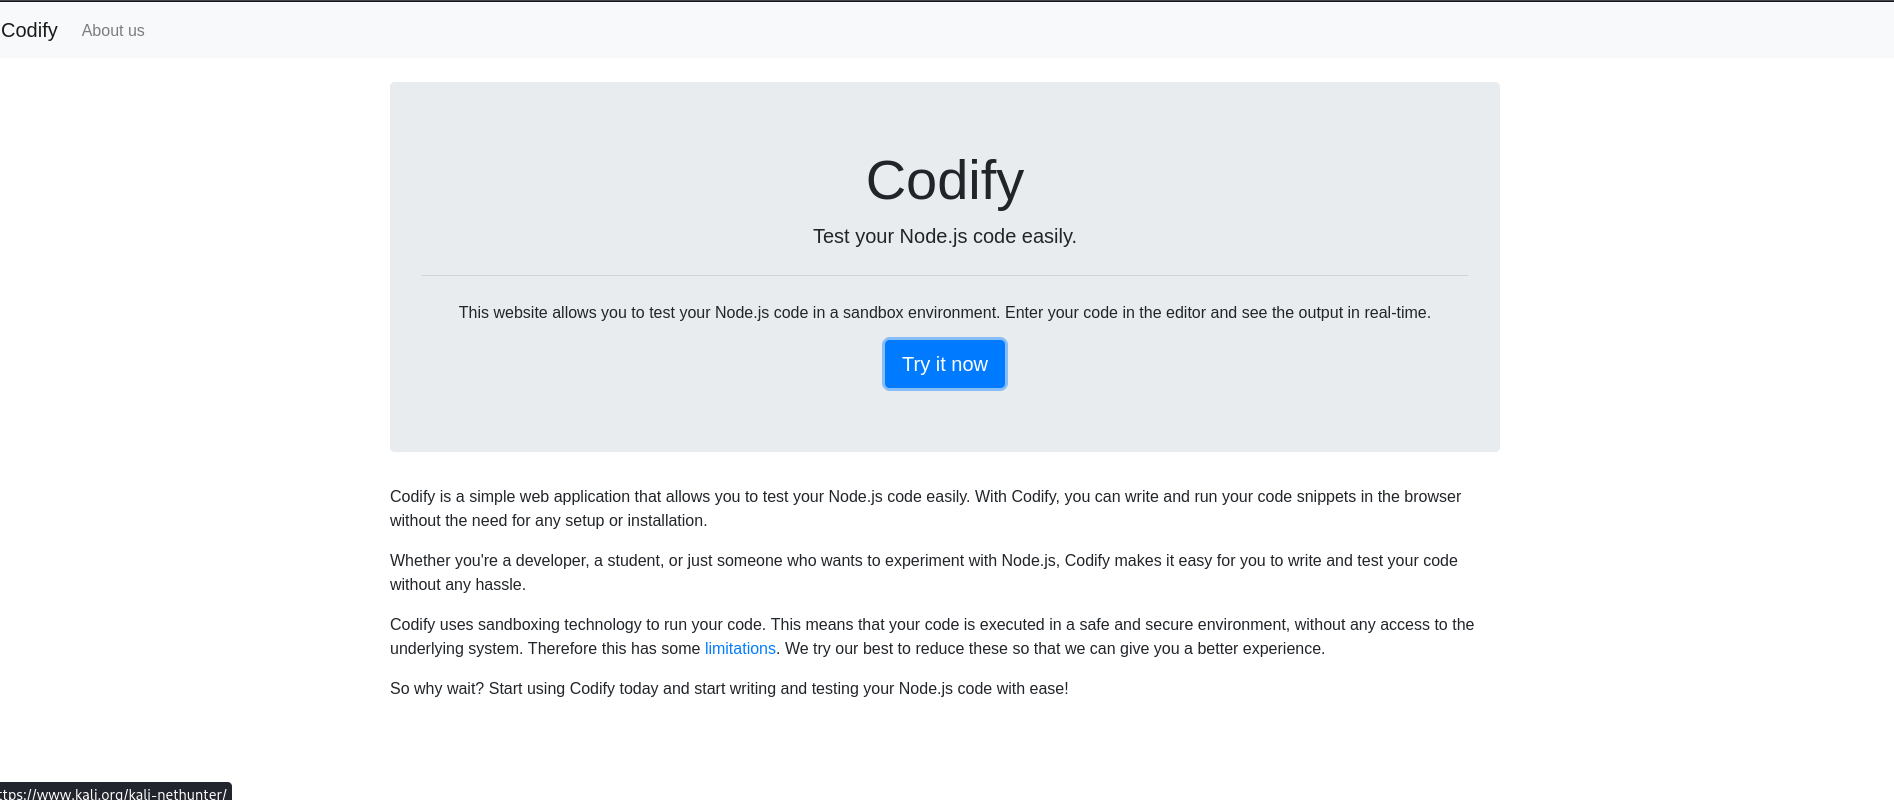 Codify About us
Codify
Test your Node.js code easily.
This website allows you to test your Node.js code in a sandbox environment. Enter your code in the editor and see the output in real-time.
Try it now
Codify is a simple web application that allows you to test your Node.js code easily. With Codify, you can write and run your code snippets in the browser
without the need for any setup or installation.
Whether you're a developer, a student, or just someone who wants to experiment with Node.js, Codify makes it easy for you to write and test your code
without any hassle.
Codify uses sandboxing technology to run your code. This means that your code is executed in a safe and secure environment, without any access to the
underlying system. Therefore this has some limitations. We try our best to reduce these so that we can give you a better experience.
So why wait? Start using Codify today and start writing and testing your Node.js code with ease!
ttps://www.kali.org/kali-nethunter/